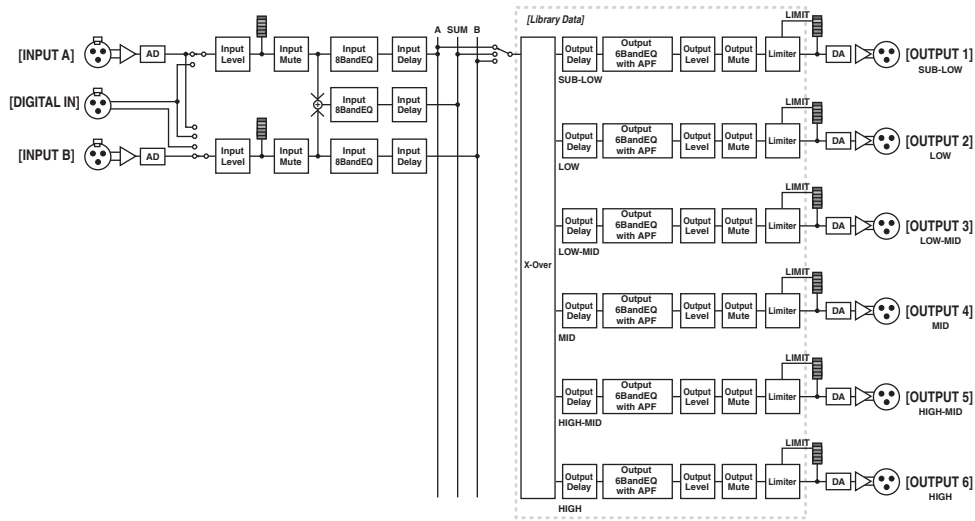 [Library Data]
A SUM B
LIMIT
[INPUT A]
AD
Input Level
Input Mute
Input 8BandEQ
Input Delay
Output Delay
Output 6BandEQ with APF
Output Level
Output Mute
Limiter
DA
[OUTPUT 1]
SUB-LOW
SUB-LOW
[DIGITAL IN]
Input 8BandEQ
Input Delay
[INPUT B]
AD
Input Level
Input Mute
Input 8BandEQ
Input Delay
LIMIT
Output Delay
Output 6BandEQ with APF
Output Level
Output Mute
Limiter
DA
[OUTPUT 2]
LOW
LOW
LIMIT
Output Delay
Output 6BandEQ with APF
Output Level
Output Mute
Limiter
DA
[OUTPUT 3]
LOW-MID
LOW-MID
X-Over
LIMIT
Output Delay
Output 6BandEQ with APF
Output Level
Output Mute
Limiter
DA
[OUTPUT 4]
MID
MID
LIMIT
Output Delay
Output 6BandEQ with APF
Output Level
Output Mute
Limiter
DA
[OUTPUT 5]
HIGH-MID
HIGH-MID
LIMIT
Output Delay
Output 6BandEQ with APF
Output Level
Output Mute
Limiter
DA
[OUTPUT 6]
HIGH
HIGH